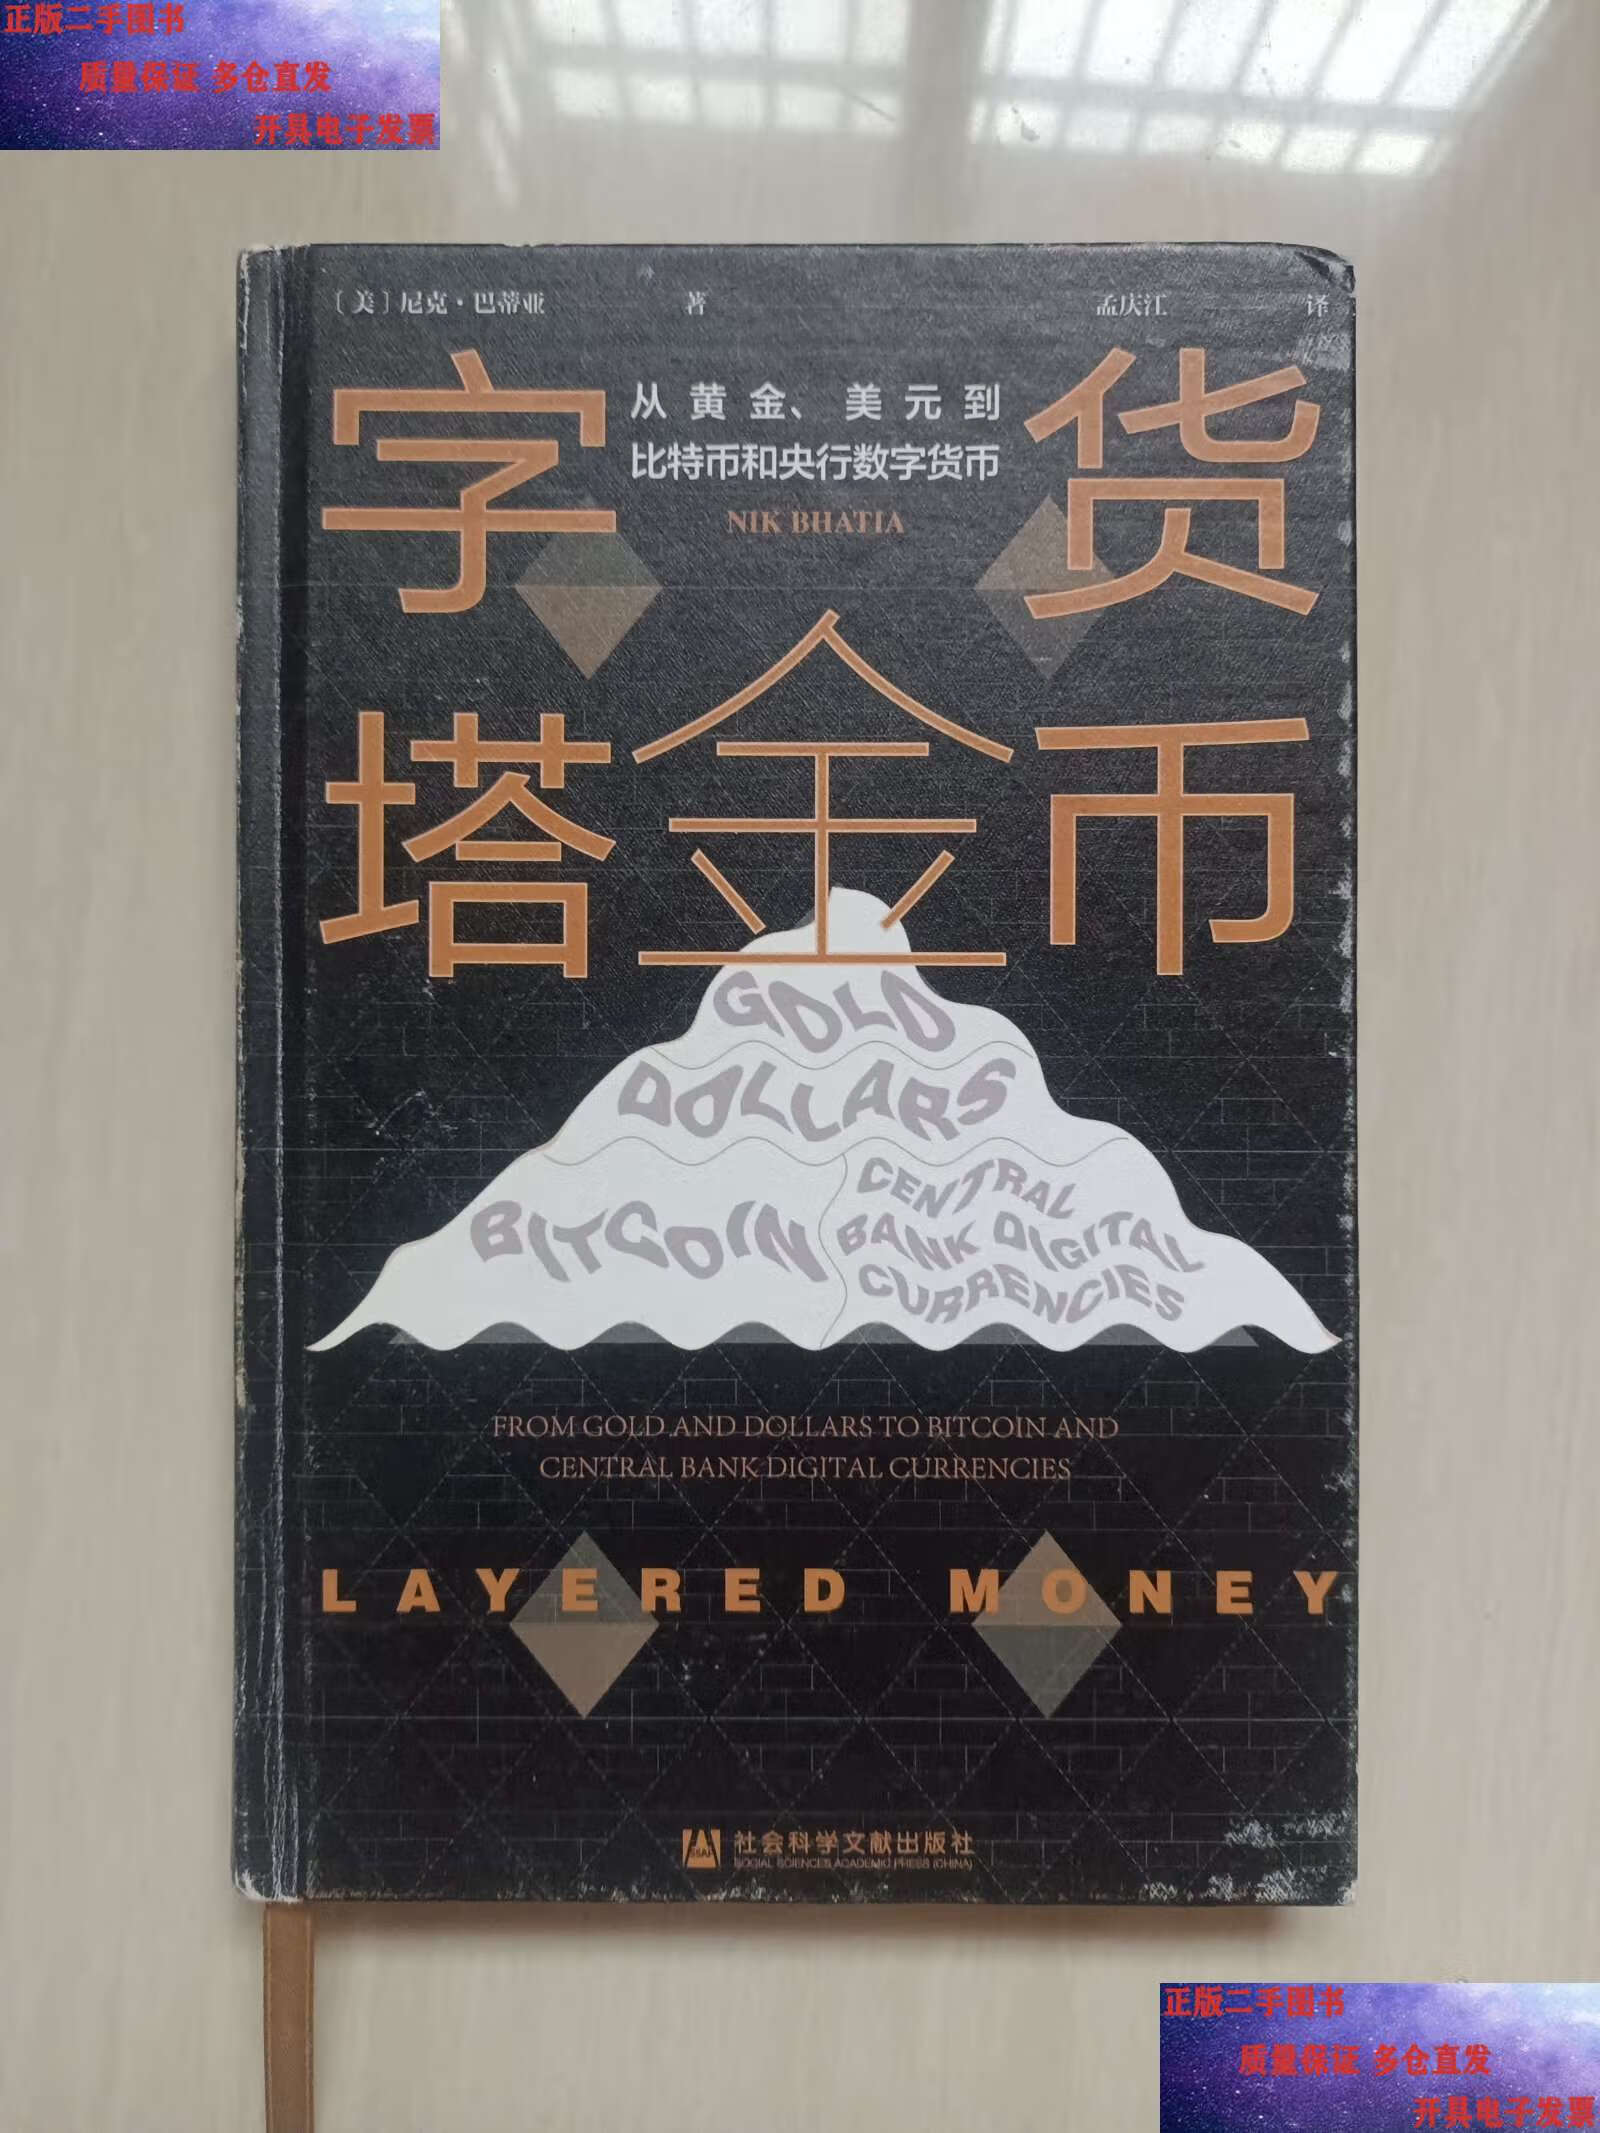 正版二手图书
质量保证 多仓直发
开具电子发票
〔美〕尼克·巴蒂亚 著 孟庆江 译
货币金字塔
从黄金、美元到
比特币和央行数字货币
NIK BHATIA
GOLD
DOLLARS
BITCOIN
CENTRAL
BANK DIGITAL
CURRENCIES
FROM GOLD AND DOLLARS TO BITCOIN AND
CENTRAL BANK DIGITAL CURRENCIES
LAYERED MONEY
SSAP
社会科学文献出版社
SOCIAL SCIENCES ACADEMIC PRESS (CHINA)
正版二手图书
质量保证 多仓直发
开具电子发票